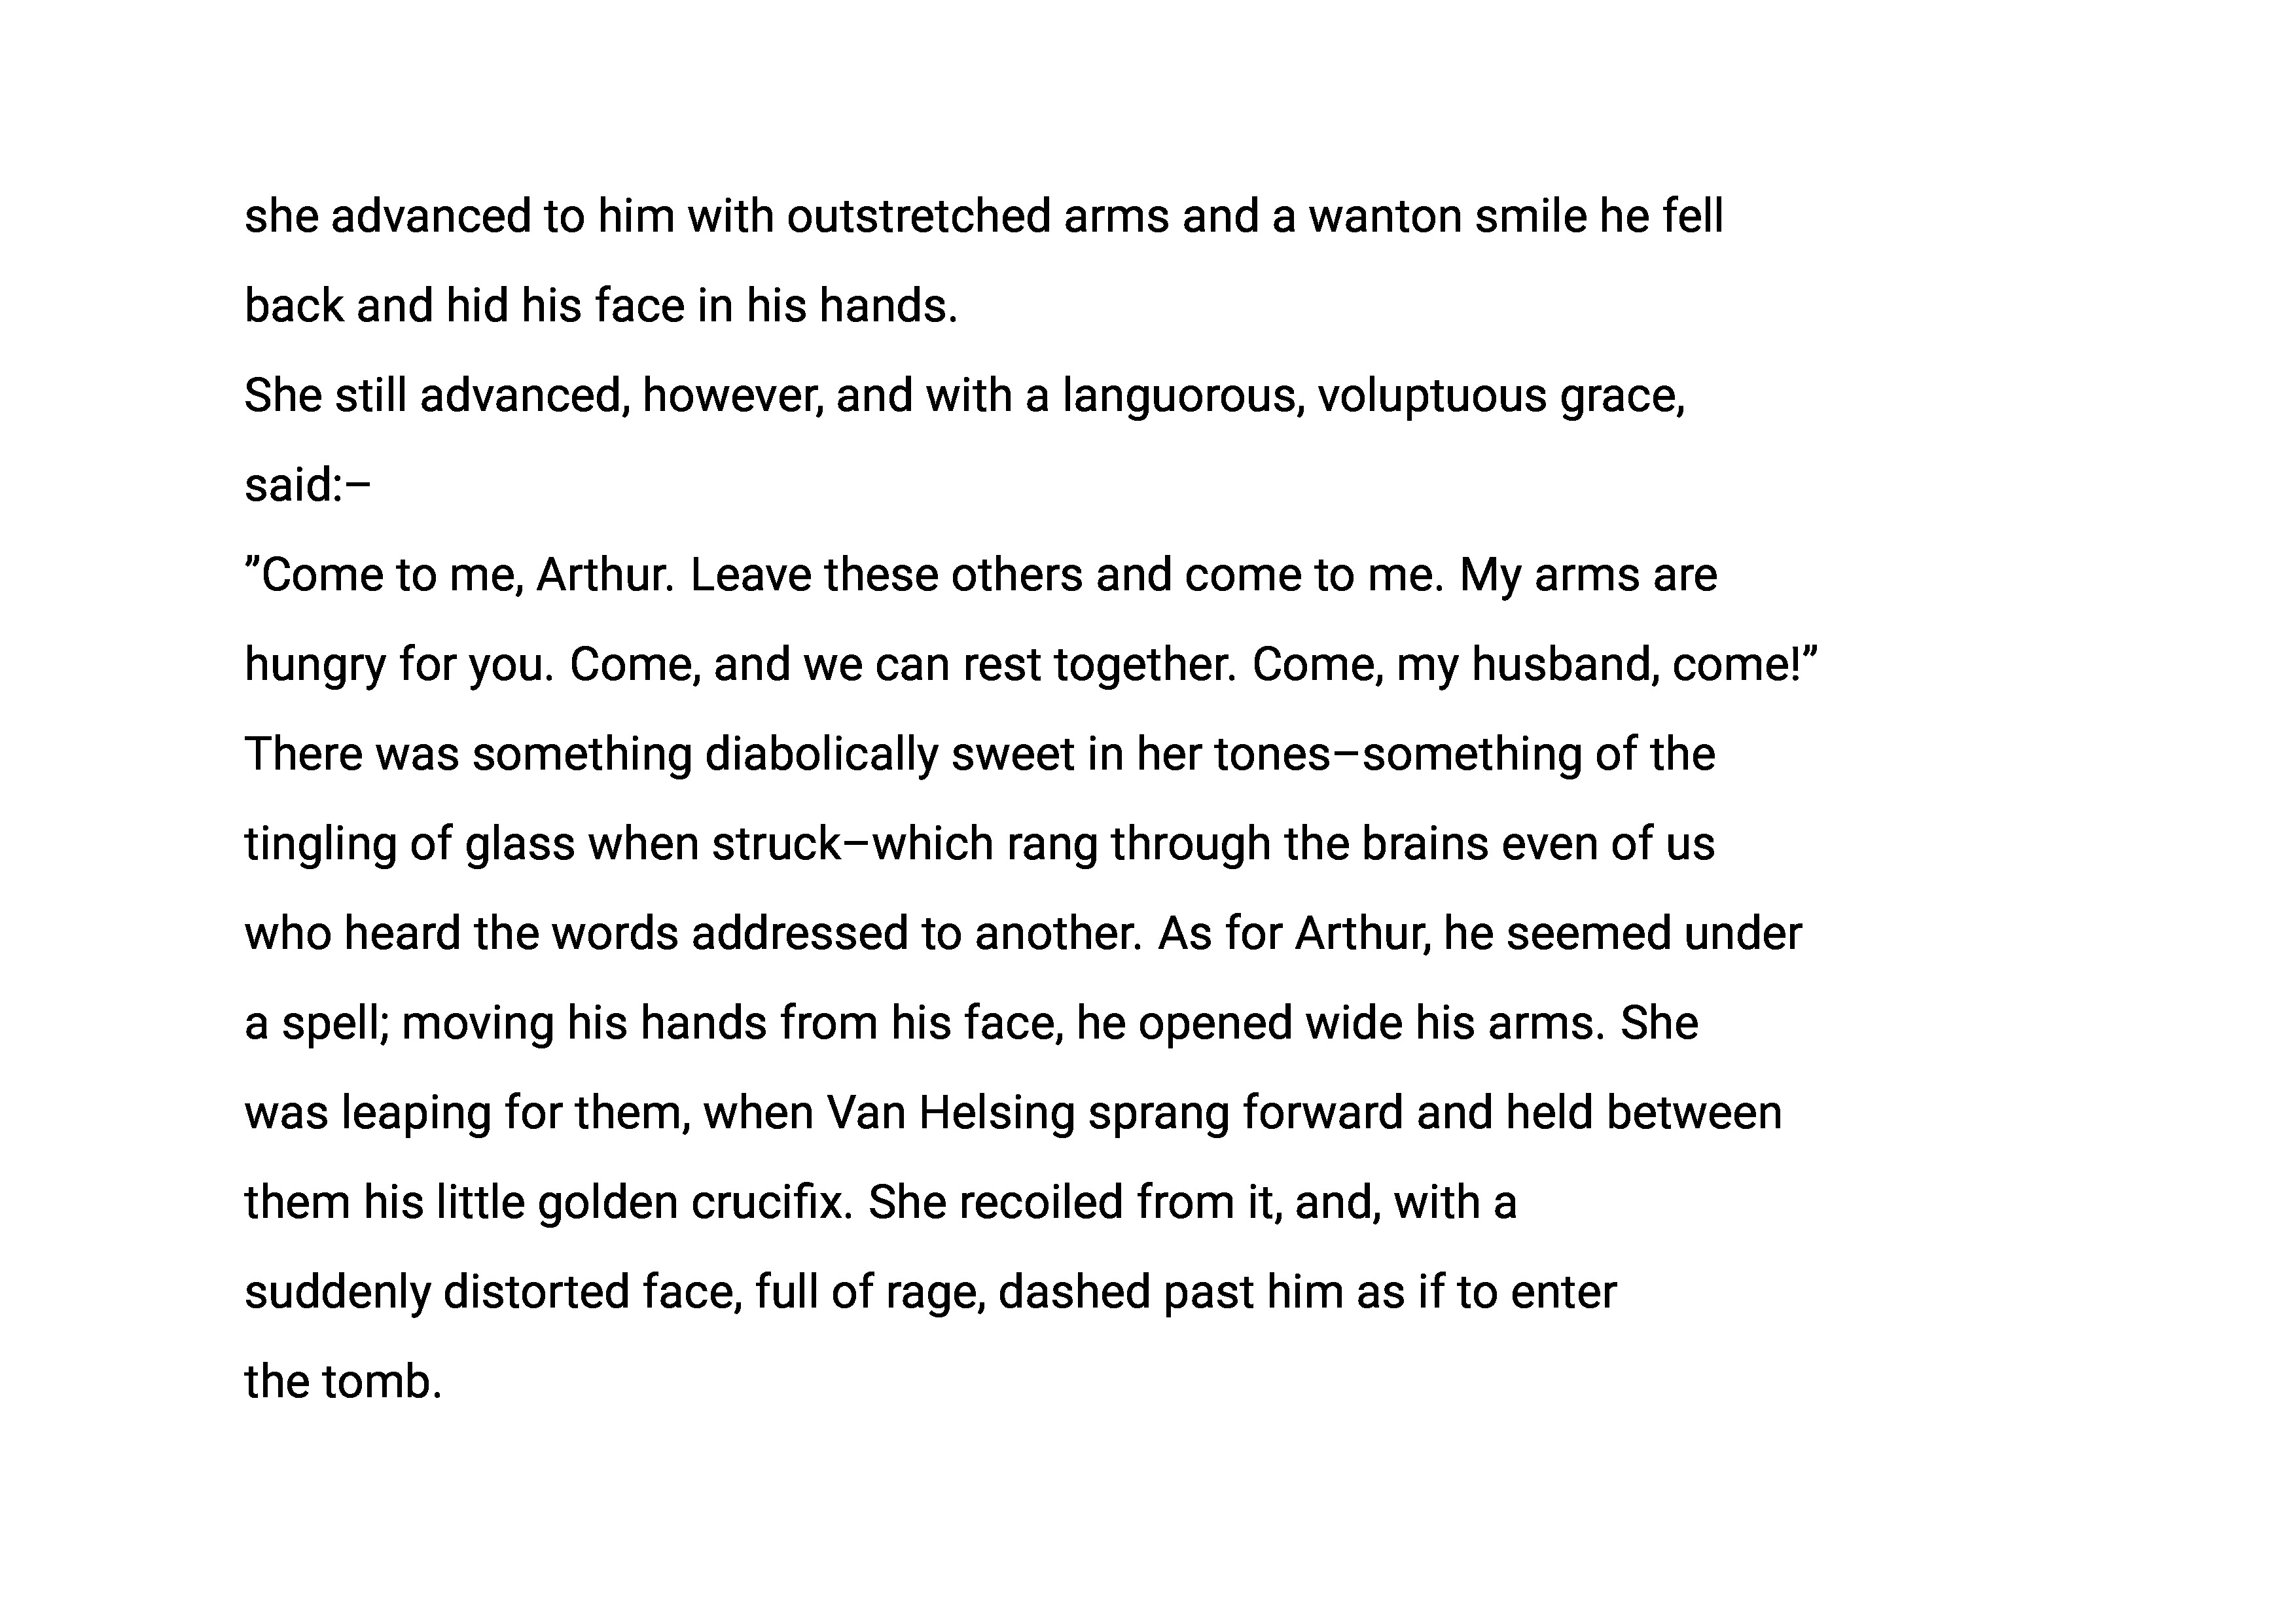 she advanced to him with outstretched arms and a wanton smile he fell
back and hid his face in his hands.
She still advanced, however, and with a languorous, voluptuous grace,
said:–
”Come to me, Arthur. Leave these others and come to me. My arms are
hungry for you. Come, and we can rest together. Come, my husband, come!”
There was something diabolically sweet in her tones–something of the
tingling of glass when struck–which rang through the brains even of us
who heard the words addressed to another. As for Arthur, he seemed under
a spell; moving his hands from his face, he opened wide his arms. She
was leaping for them, when Van Helsing sprang forward and held between
them his little golden crucifix. She recoiled from it, and, with a
suddenly distorted face, full of rage, dashed past him as if to enter
the tomb.